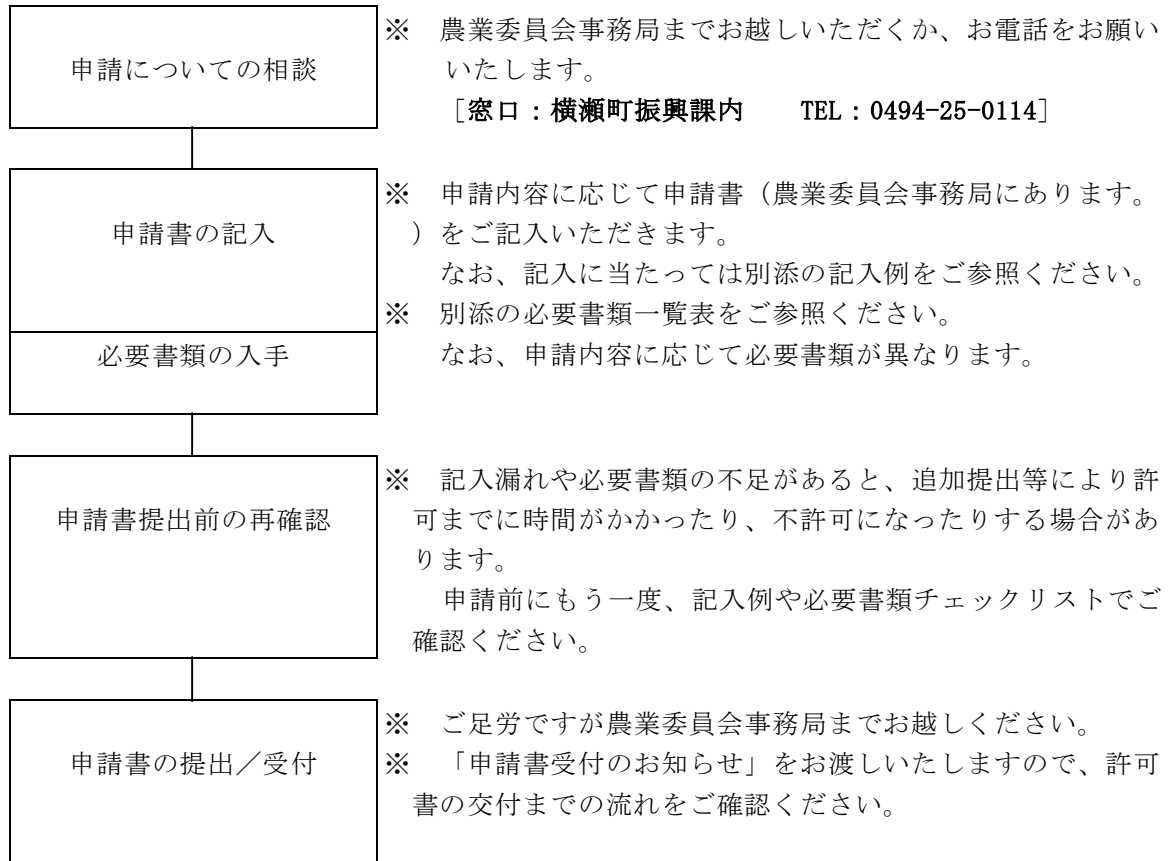 申請についての相談
※　農業委員会事務局までお越しいただくか、お電話をお願い
いたします。
［窓口：横瀬町振興課内　　TEL：0494-25-0114］
申請書の記入
※　申請内容に応じて申請書（農業委員会事務局にあります。
）をご記入いただきます。
なお、記入に当たっては別添の記入例をご参照ください。
必要書類の入手
※　別添の必要書類一覧表をご参照ください。
なお、申請内容に応じて必要書類が異なります。
申請書提出前の再確認
※　記入漏れや必要書類の不足があると、追加提出等により許
可までに時間がかかったり、不許可になったりする場合があ
ります。
申請前にもう一度、記入例や必要書類チェックリストでご
確認ください。
申請書の提出／受付
※　ご足労ですが農業委員会事務局までお越しください。
※　「申請書受付のお知らせ」をお渡しいたしますので、許可
書の交付までの流れをご確認ください。